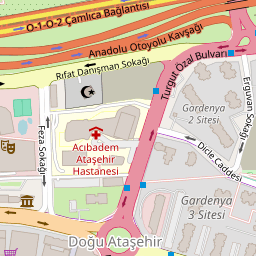 O-1-O-2 Çamlıca Bağlantısı
Anadolu Otoyolu Kavşağı
Rıfat Danışman Sokağı
Turgut Özal Bulvarı
Erguvan Sokağı
Gardenya
2 Sitesi
Feza Sokağı
Acıbadem
Ataşehir
Hastanesi
Dicle Caddesi
Gardenya
3 Sitesi
Doğu Ataşehir